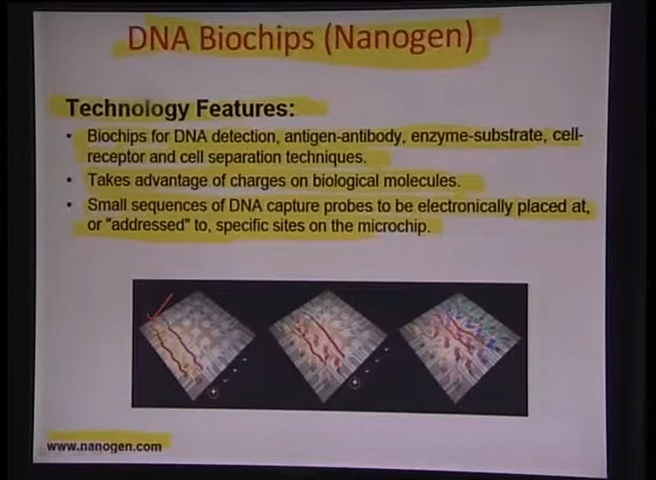 DNA Biochips (Nanogen)
Technology Features:
• Biochips for DNA detection, antigen-antibody, enzyme-substrate, cell-
receptor and cell separation techniques.
• Takes advantage of charges on biological molecules.
• Small sequences of DNA capture probes to be electronically placed at,
or "addressed" to, specific sites on the microchip.
www.nanogen.com